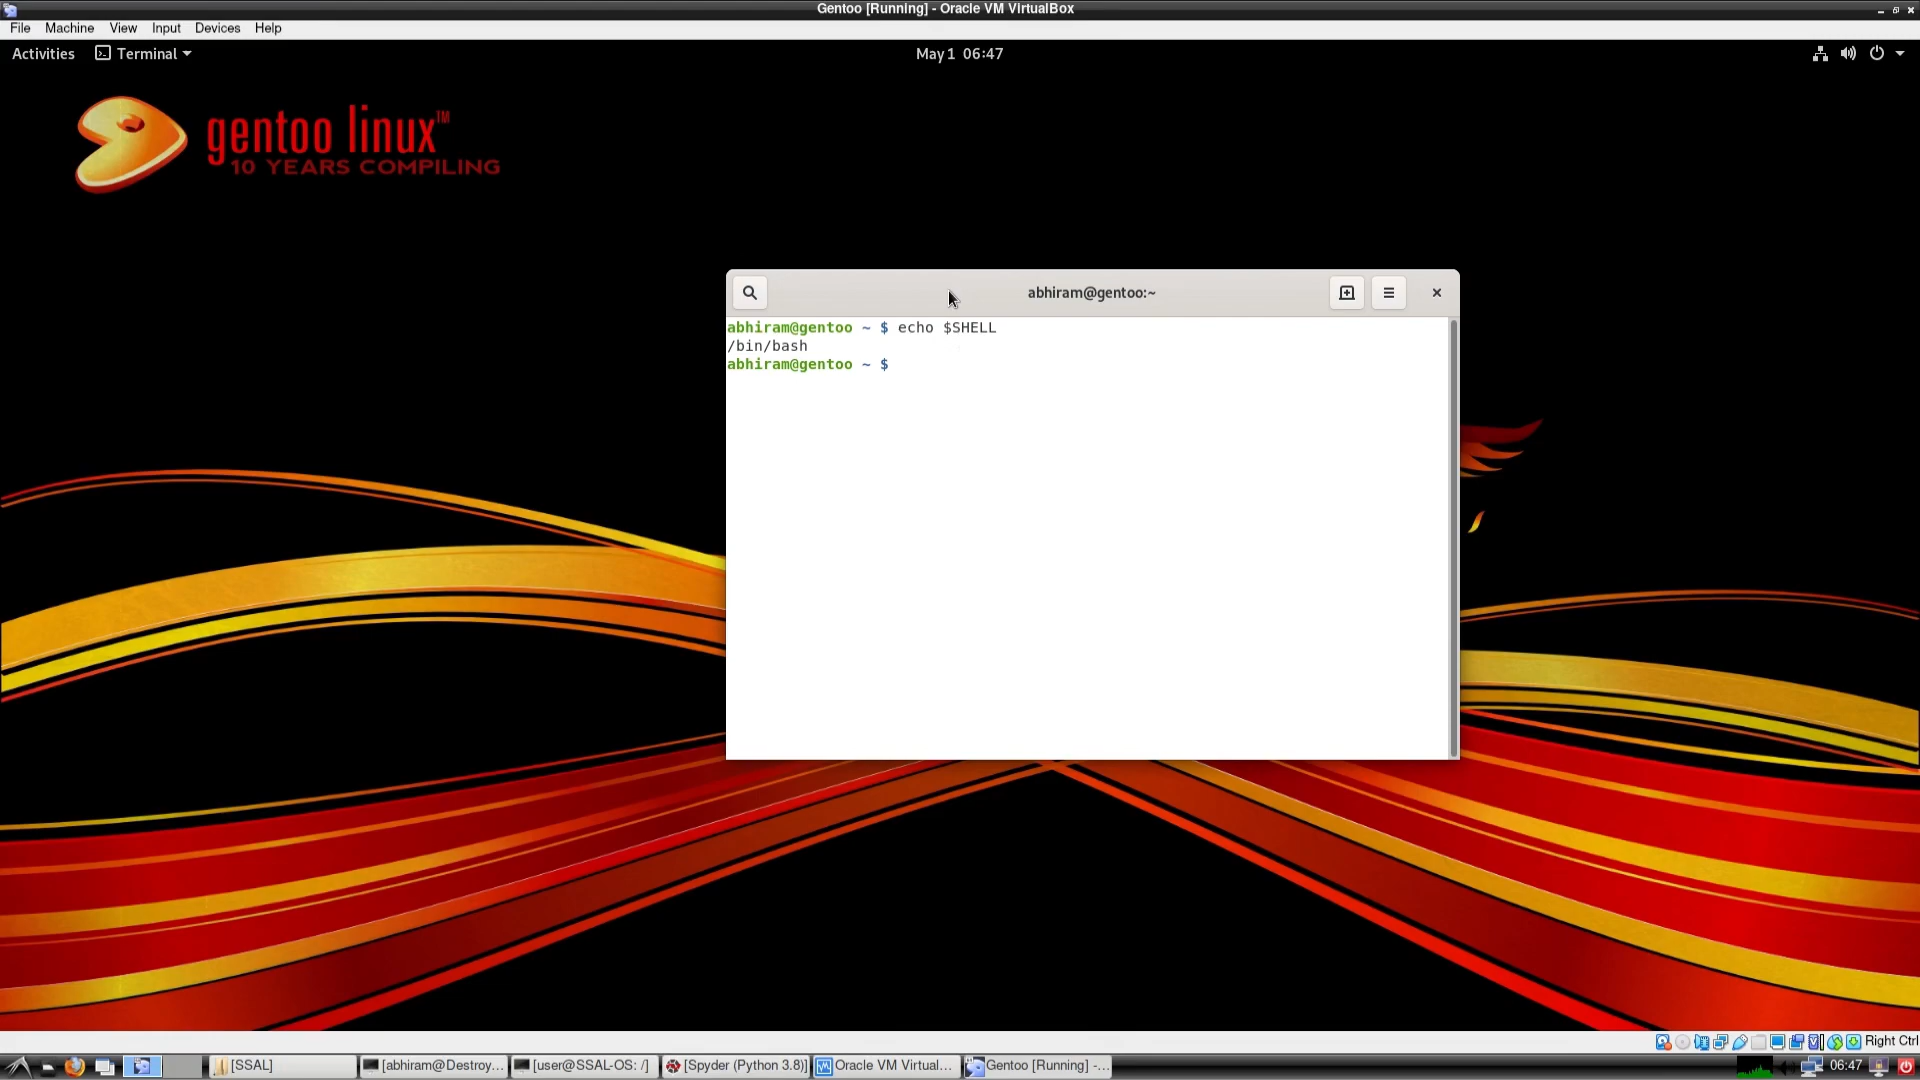 Gentoo [Running] - Oracle VM VirtualBox
File Machine View Input Devices Help
Activities Terminal May 1 06:47
gentoo linux™
10 YEARS COMPILING
abhiram@gentoo:~
abhiram@gentoo ~ $ echo $SHELL
/bin/bash
abhiram@gentoo ~ $
Right Ctrl
[SSAL] [abhiram@Destroy... [user@SSAL-OS: /] [Spyder (Python 3.8)] Oracle VM Virtual... Gentoo [Running] -... 06:47